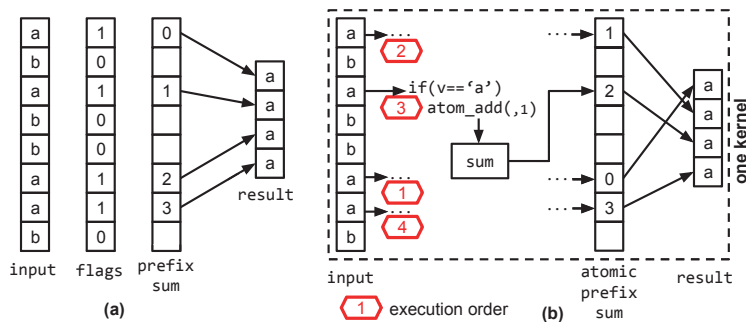 a 1 0
b 0
a 1 1
b 0
b 0
a 1 2
a 1 3
b 0
a
a
a
a
result
input flags prefix
sum
(a)
a ... 2 ... 1
b
a if(v=='a') 2
3 atom_add(,1)
b
b sum
a ... 1 ... 0
a ... 4 ... 3
b
a
a
a
a
one kernel
input atomic result
prefix
sum
1 execution order (b)